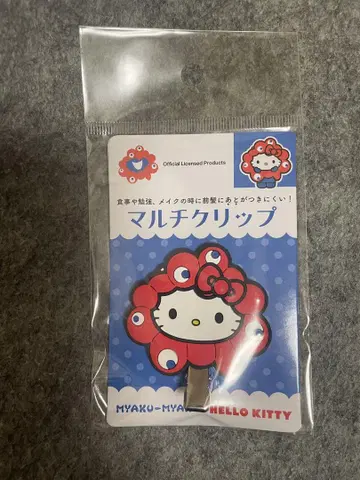 Official Licensed Products
食事や勉強、メイクの時に前髪にあとがつきにくい!
マルチクリップ
MYAKU-MYA HELLO KITTY